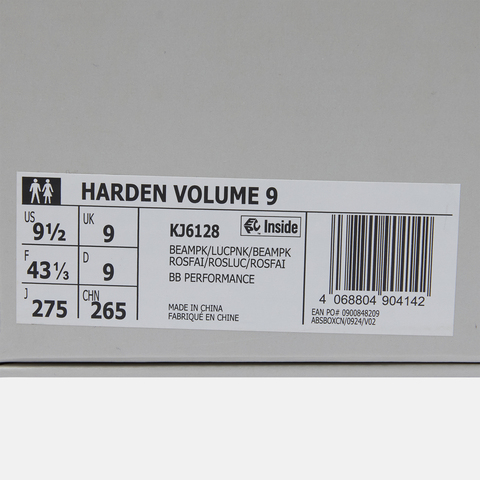 HARDEN VOLUME 9
US 9½ UK 9
F 43⅓ D 9
J 275 CHN 265
KJ6128 Inside
BEAMPK/LUCPNK/BEAMPK
ROSFAI/ROSLUC/ROSFAI
BB PERFORMANCE
MADE IN CHINA
FABRIQUÉ EN CHINE
4 068804 904142
EAN PO# 0900848209
ABSBOXCN/0924/V02